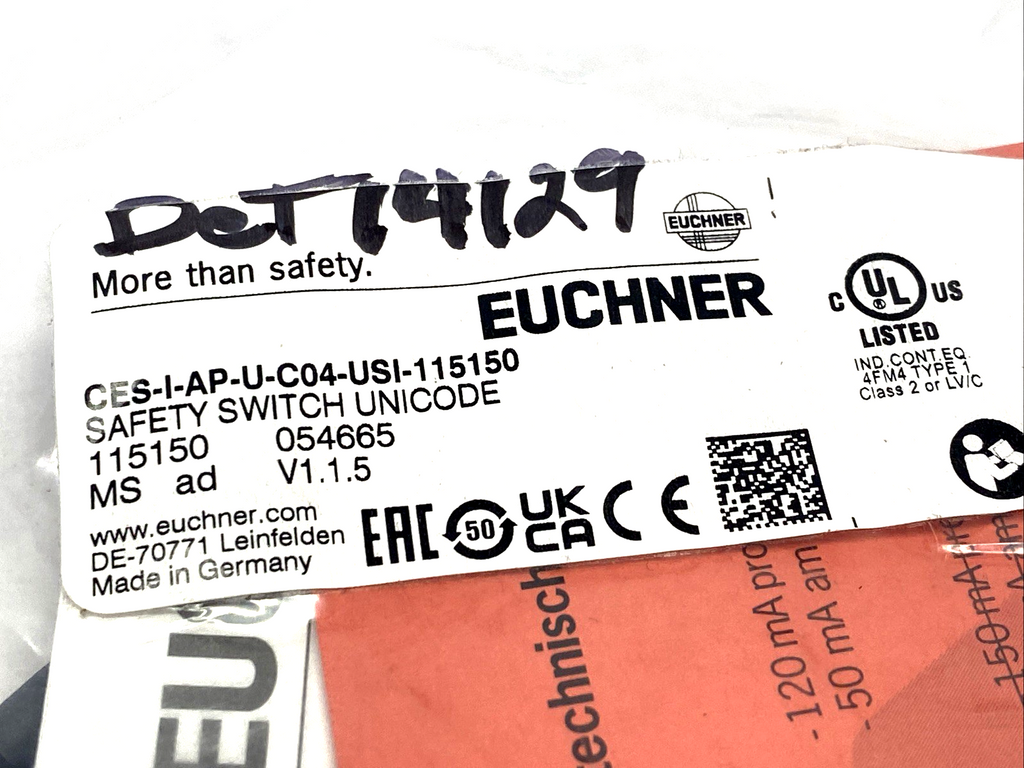 DCT14129
EUCHNER
More than safety.
EUCHNER
C UL US
®
LISTED
IND.CONT.EQ.
4FM4 TYPE 1
Class 2 or LV/C
CES-I-AP-U-C04-USI-115150
SAFETY SWITCH UNICODE
115150 054665
MS ad V1.1.5
www.euchner.com
DE-70771 Leinfelden
Made in Germany
EAC 50 UK CA CE
EU
technisch
- 120 mA pro
- 50 mA am
150 mA